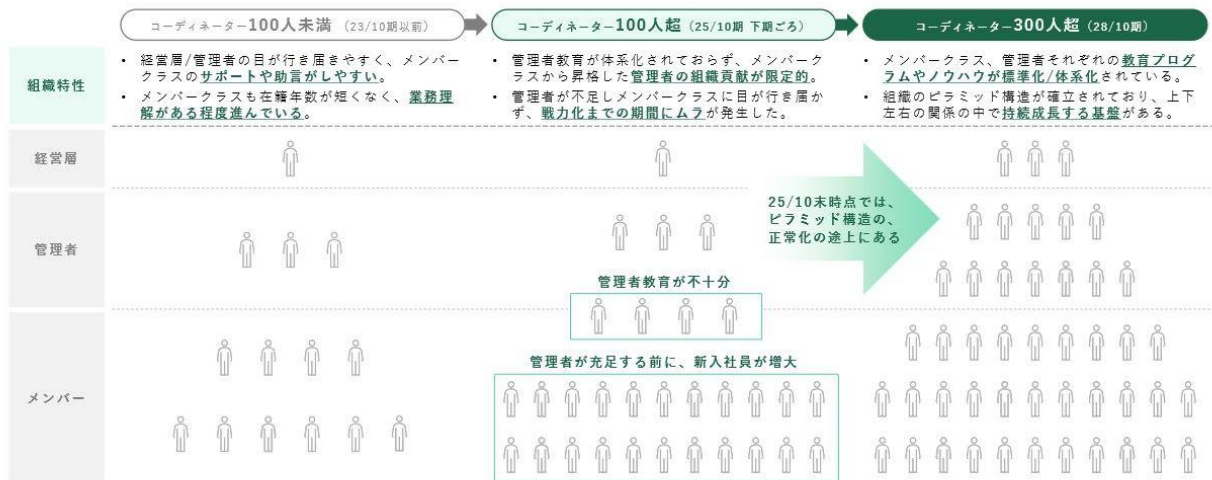 コーディネーター100人未満（23/10期以前）
コーディネーター100人超（25/10期 下期ごろ）
コーディネーター300人超（28/10期）
組織特性
• 経営層/管理者の目が行き届きやすく、メンバー
クラスのサポートや助言がしやすい。
• メンバークラスも在籍年数が短くなく、業務理
解がある程度進んでいる。
• 管理者教育が体系化されておらず、メンバーク
ラスから昇格した管理者の組織貢献が限定的。
• 管理者が不足しメンバークラスに目が行き届か
ず、戦力化までの期間にムラが発生した。
• メンバークラス、管理者それぞれの教育プログ
ラムやノウハウが標準化/体系化されている。
• 組織のピラミッド構造が確立されており、上下
左右の関係の中で持続成長する基盤がある。
経営層
25/10末時点では、
ピラミッド構造の、
正常化の途上にある
管理者
管理者教育が不十分
管理者が充足する前に、新入社員が増大
メンバー